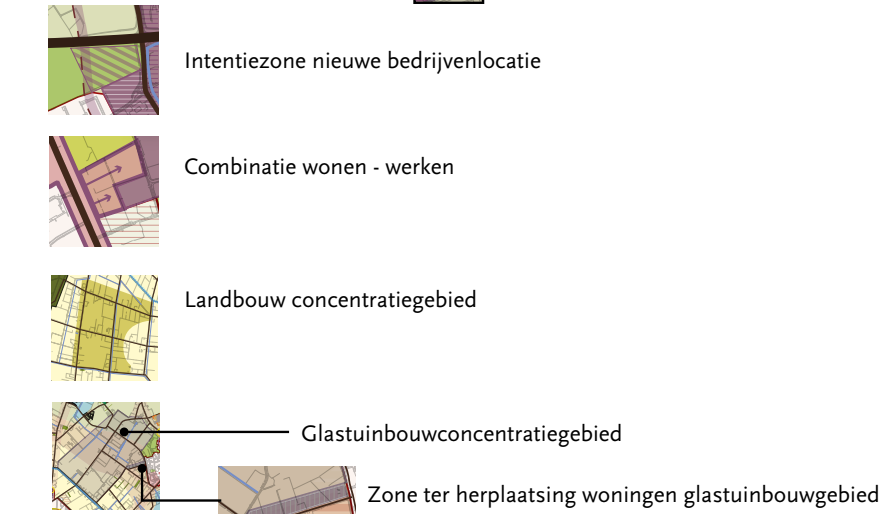 Intentiezone nieuwe bedrijvenlocatie
Combinatie wonen - werken
Landbouw concentratiegebied
Glastuinbouwconcentratiegebied
Zone ter herplaatsing woningen glastuinbouwgebied